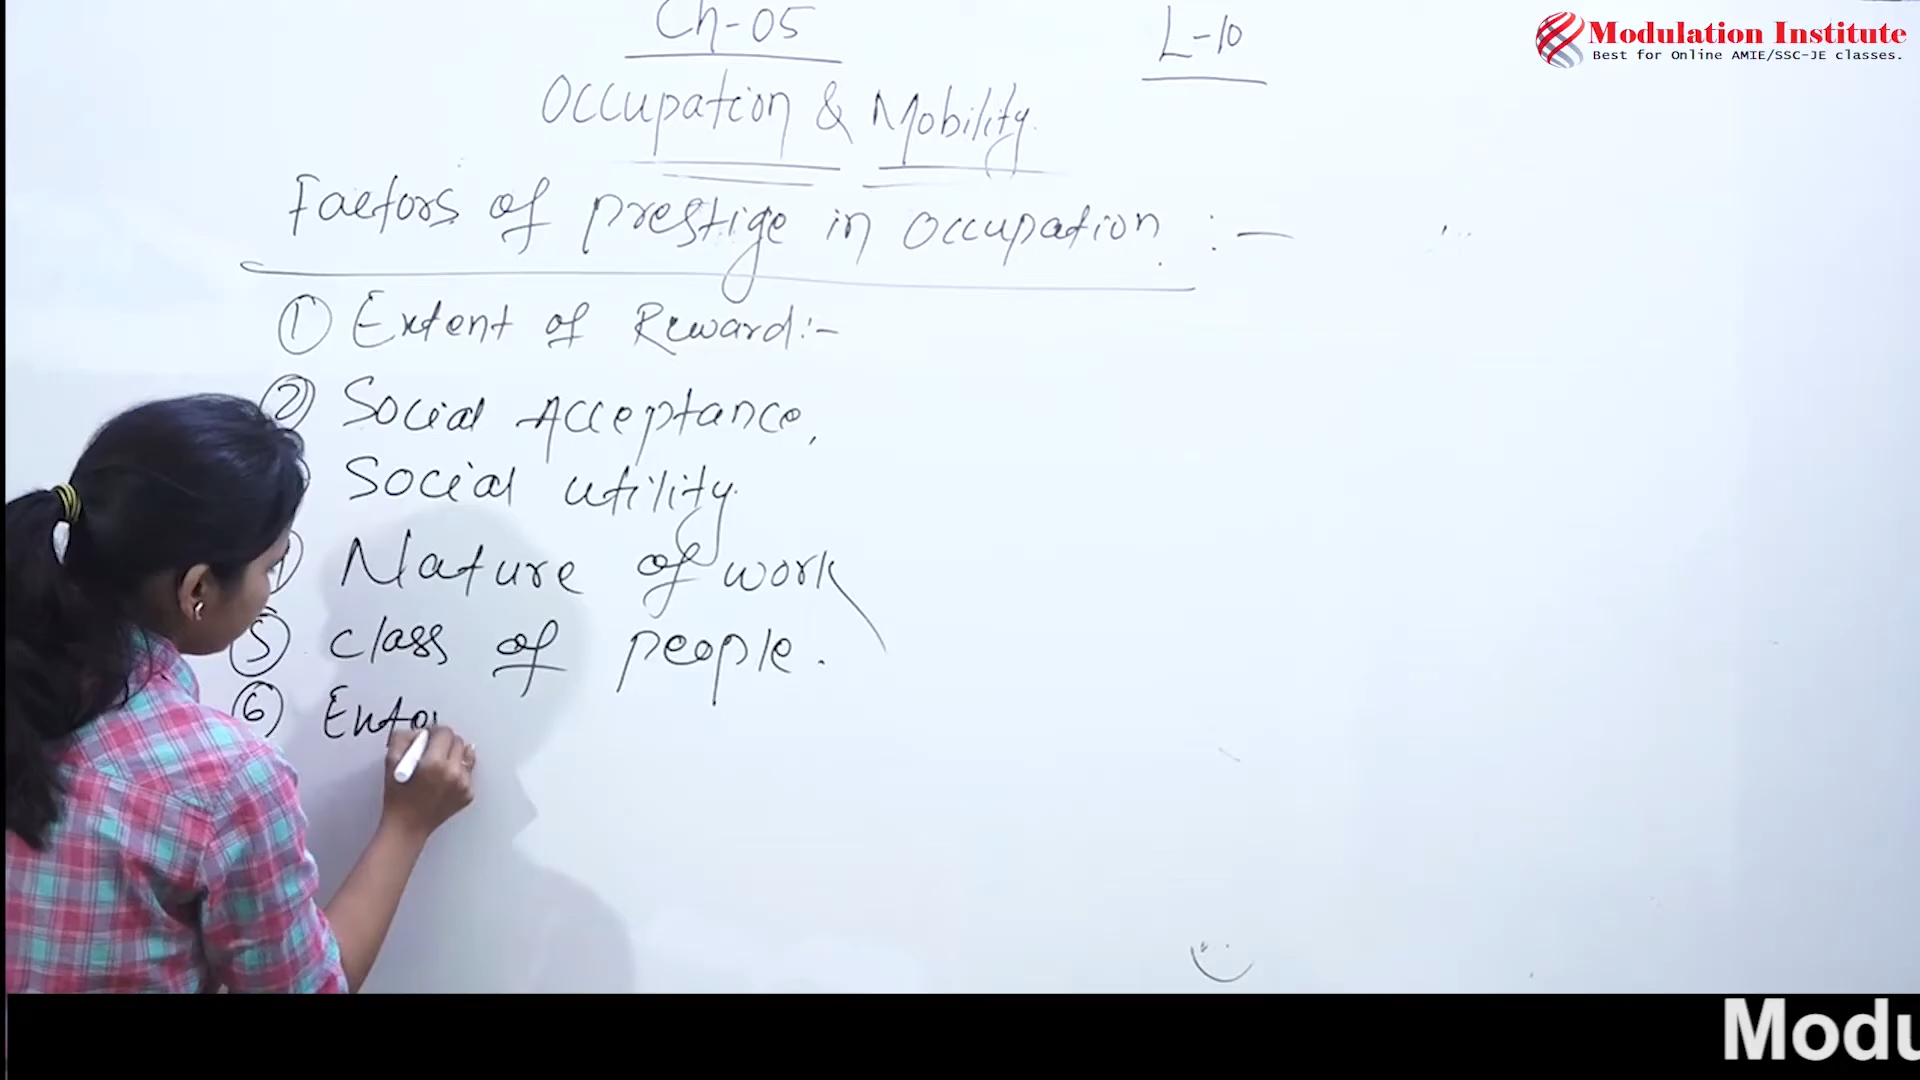 Ch-05
L-10
Modulation Institute
Best for Online AMIE/SSC-JE classes.
Occupation & Mobility.
Factors of prestige in occupation :-
① Extent of Reward:-
② Social Acceptance,
Social utility
Nature of work
⑤ class of people.
⑥
Modu